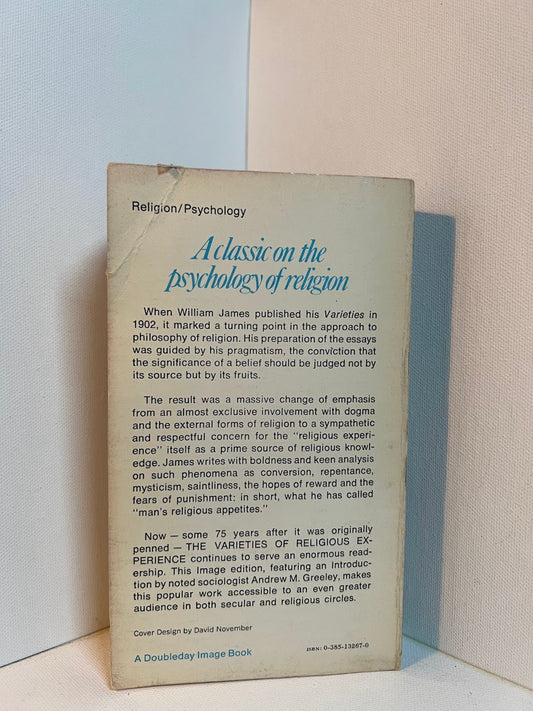 Religion/Psychology
A classic on the
psychology of religion
When William James published his Varieties in
1902, it marked a turning point in the approach to
philosophy of religion. His preparation of the essays
was guided by his pragmatism, the conviction that
the significance of a belief should be judged not by
its source but by its fruits.
The result was a massive change of emphasis
from an almost exclusive involvement with dogma
and the external forms of religion to a sympathetic
and respectful concern for the "religious experi-
ence" itself as a prime source of religious knowl-
edge. James writes with boldness and keen analysis
on such phenomena as conversion, repentance,
mysticism, saintliness, the hopes of reward and the
fears of punishment: in short, what he has called
"man's religious appetites."
Now — some 75 years after it was originally
penned — THE VARIETIES OF RELIGIOUS EX-
PERIENCE continues to serve an enormous read-
ership. This Image edition, featuring an Introduc-
tion by noted sociologist Andrew M. Greeley, makes
this popular work accessible to an even greater
audience in both secular and religious circles.
Cover Design by David November
A Doubleday Image Book
ISBN: 0-385-13267-0